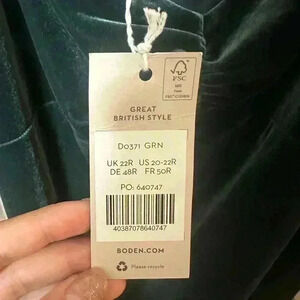 FSC
GREAT
BRITISH STYLE
D0371 GRN
UK 22R US 20-22R
DE 48R FR 50R
PO: 640747
40387078640747
BODEN.COM
Please recycle